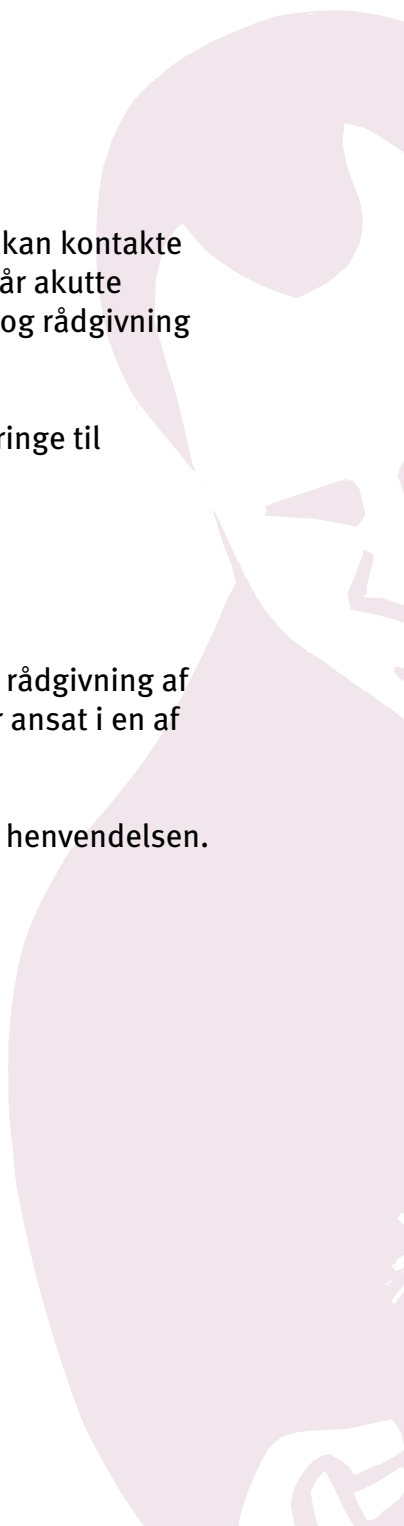 kan kontakte
år akutte
og rådgivning
ringe til
rådgivning af
r ansat i en af
henvendelsen.